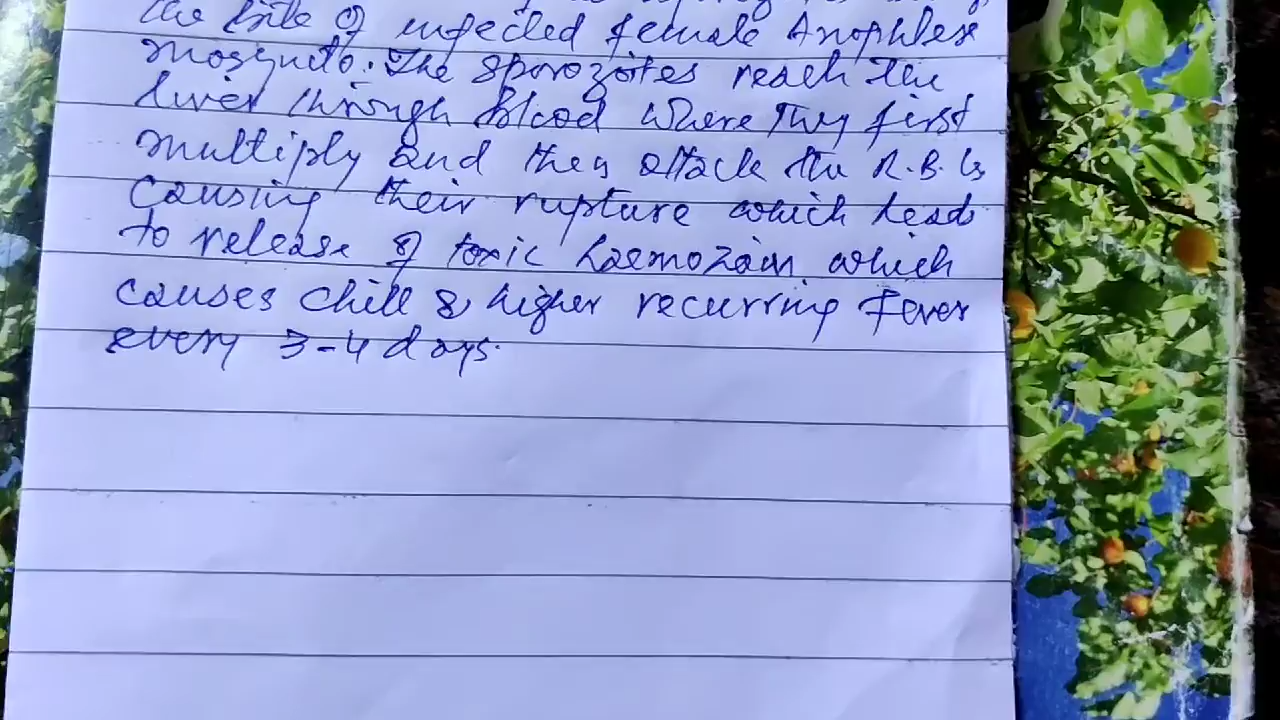 the bite of infected female Anophles
mosquito. The sporozoites reach the
liver through blood where they first
multiply and then attack the R.B.Cs
causing their rupture which leads
to release of toxic haemozoin which
causes chill & higher recurring fever
every 3-4 days.